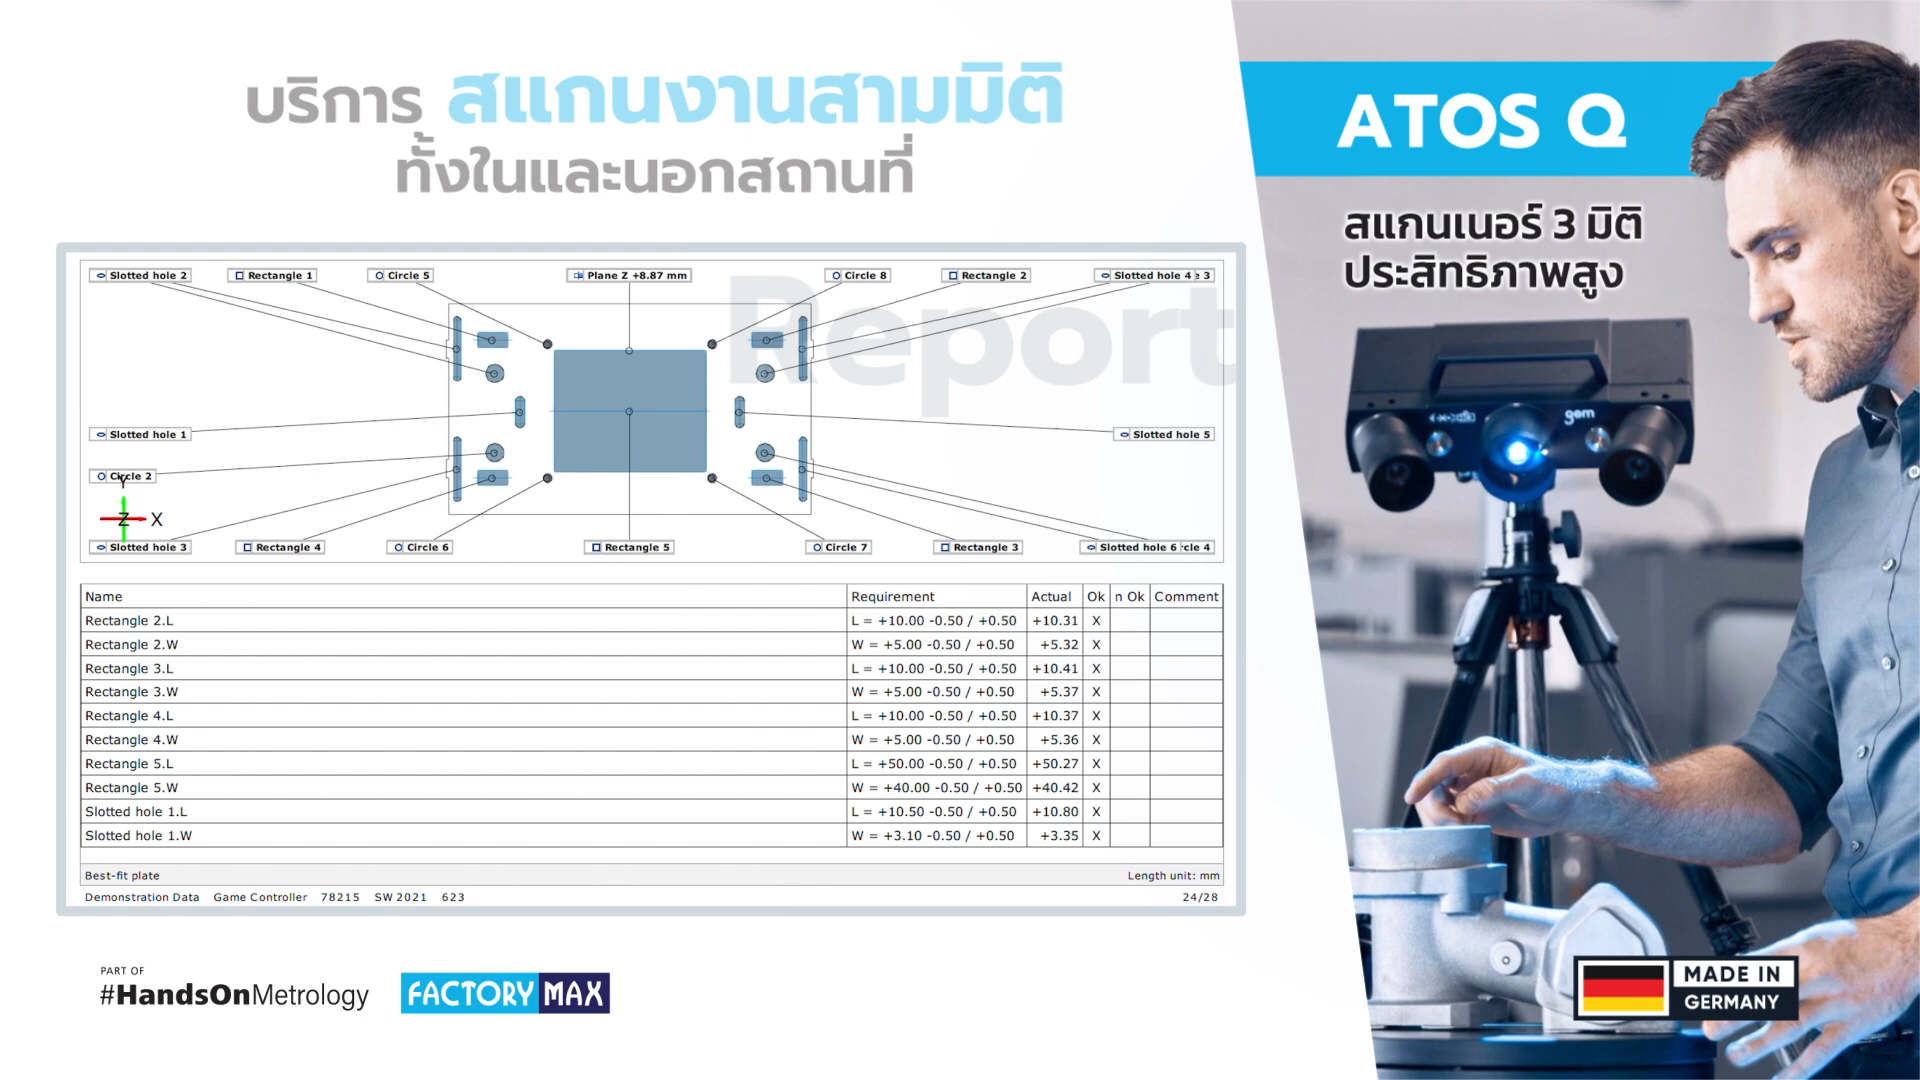 บริการ สแกนงานสามมิติ
ทั้งในและนอกสถานที่
ATOS Q
สแกนเนอร์ 3 มิติ
ประสิทธิภาพสูง
Report
Slotted hole 2 Rectangle 1 Circle 5 Plane Z +8.87 mm Circle 8 Rectangle 2 Slotted hole 4 3
Slotted hole 1 Slotted hole 5
Circle 2
Y
Z X
Slotted hole 3 Rectangle 4 Circle 6 Rectangle 5 Circle 7 Rectangle 3 Slotted hole 6 cle 4
Name Requirement Actual Ok n Ok Comment
Rectangle 2.L L = +10.00 -0.50 / +0.50 +10.31 X
Rectangle 2.W W = +5.00 -0.50 / +0.50 +5.32 X
Rectangle 3.L L = +10.00 -0.50 / +0.50 +10.41 X
Rectangle 3.W W = +5.00 -0.50 / +0.50 +5.37 X
Rectangle 4.L L = +10.00 -0.50 / +0.50 +10.37 X
Rectangle 4.W W = +5.00 -0.50 / +0.50 +5.36 X
Rectangle 5.L L = +50.00 -0.50 / +0.50 +50.27 X
Rectangle 5.W W = +40.00 -0.50 / +0.50 +40.42 X
Slotted hole 1.L L = +10.50 -0.50 / +0.50 +10.80 X
Slotted hole 1.W W = +3.10 -0.50 / +0.50 +3.35 X
Best-fit plate Length unit: mm
Demonstration Data Game Controller 78215 SW 2021 623 24/28
gom
PART OF
#HandsOnMetrology
FACTORY MAX
MADE IN
GERMANY